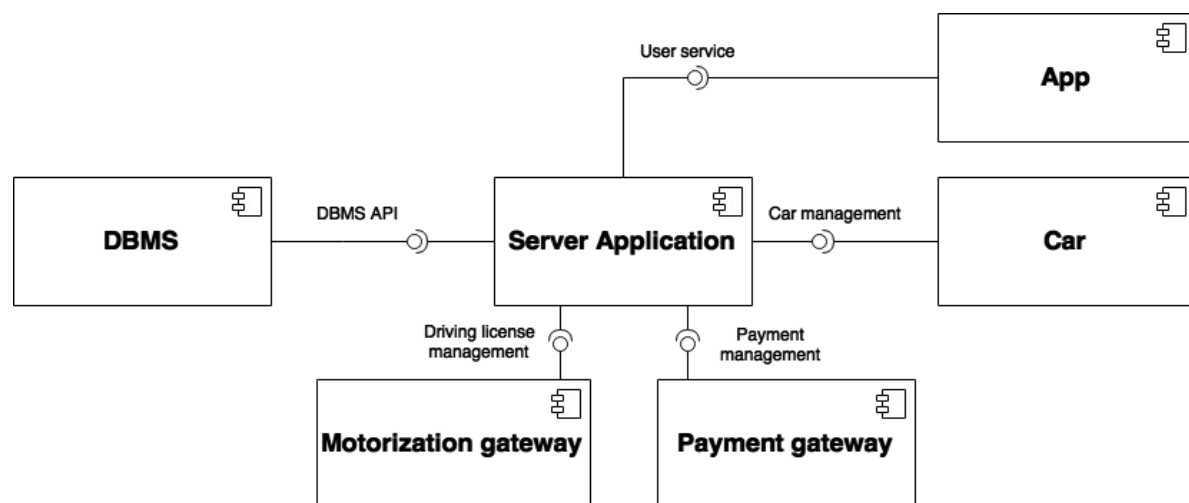 User service
App
DBMS
DBMS API
Server Application
Car management
Car
Driving license
management
Payment
management
Motorization gateway
Payment gateway